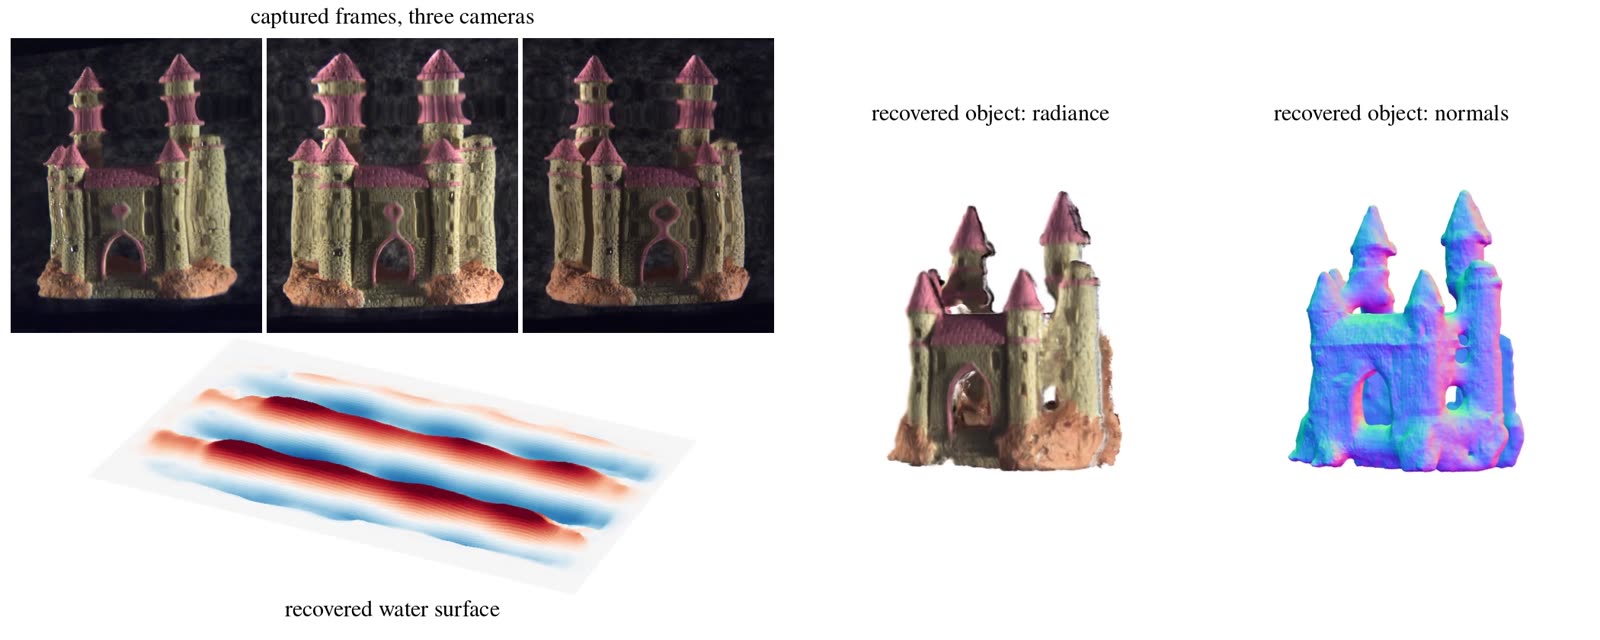 captured frames, three cameras
recovered object: radiance
recovered object: normals
recovered water surface